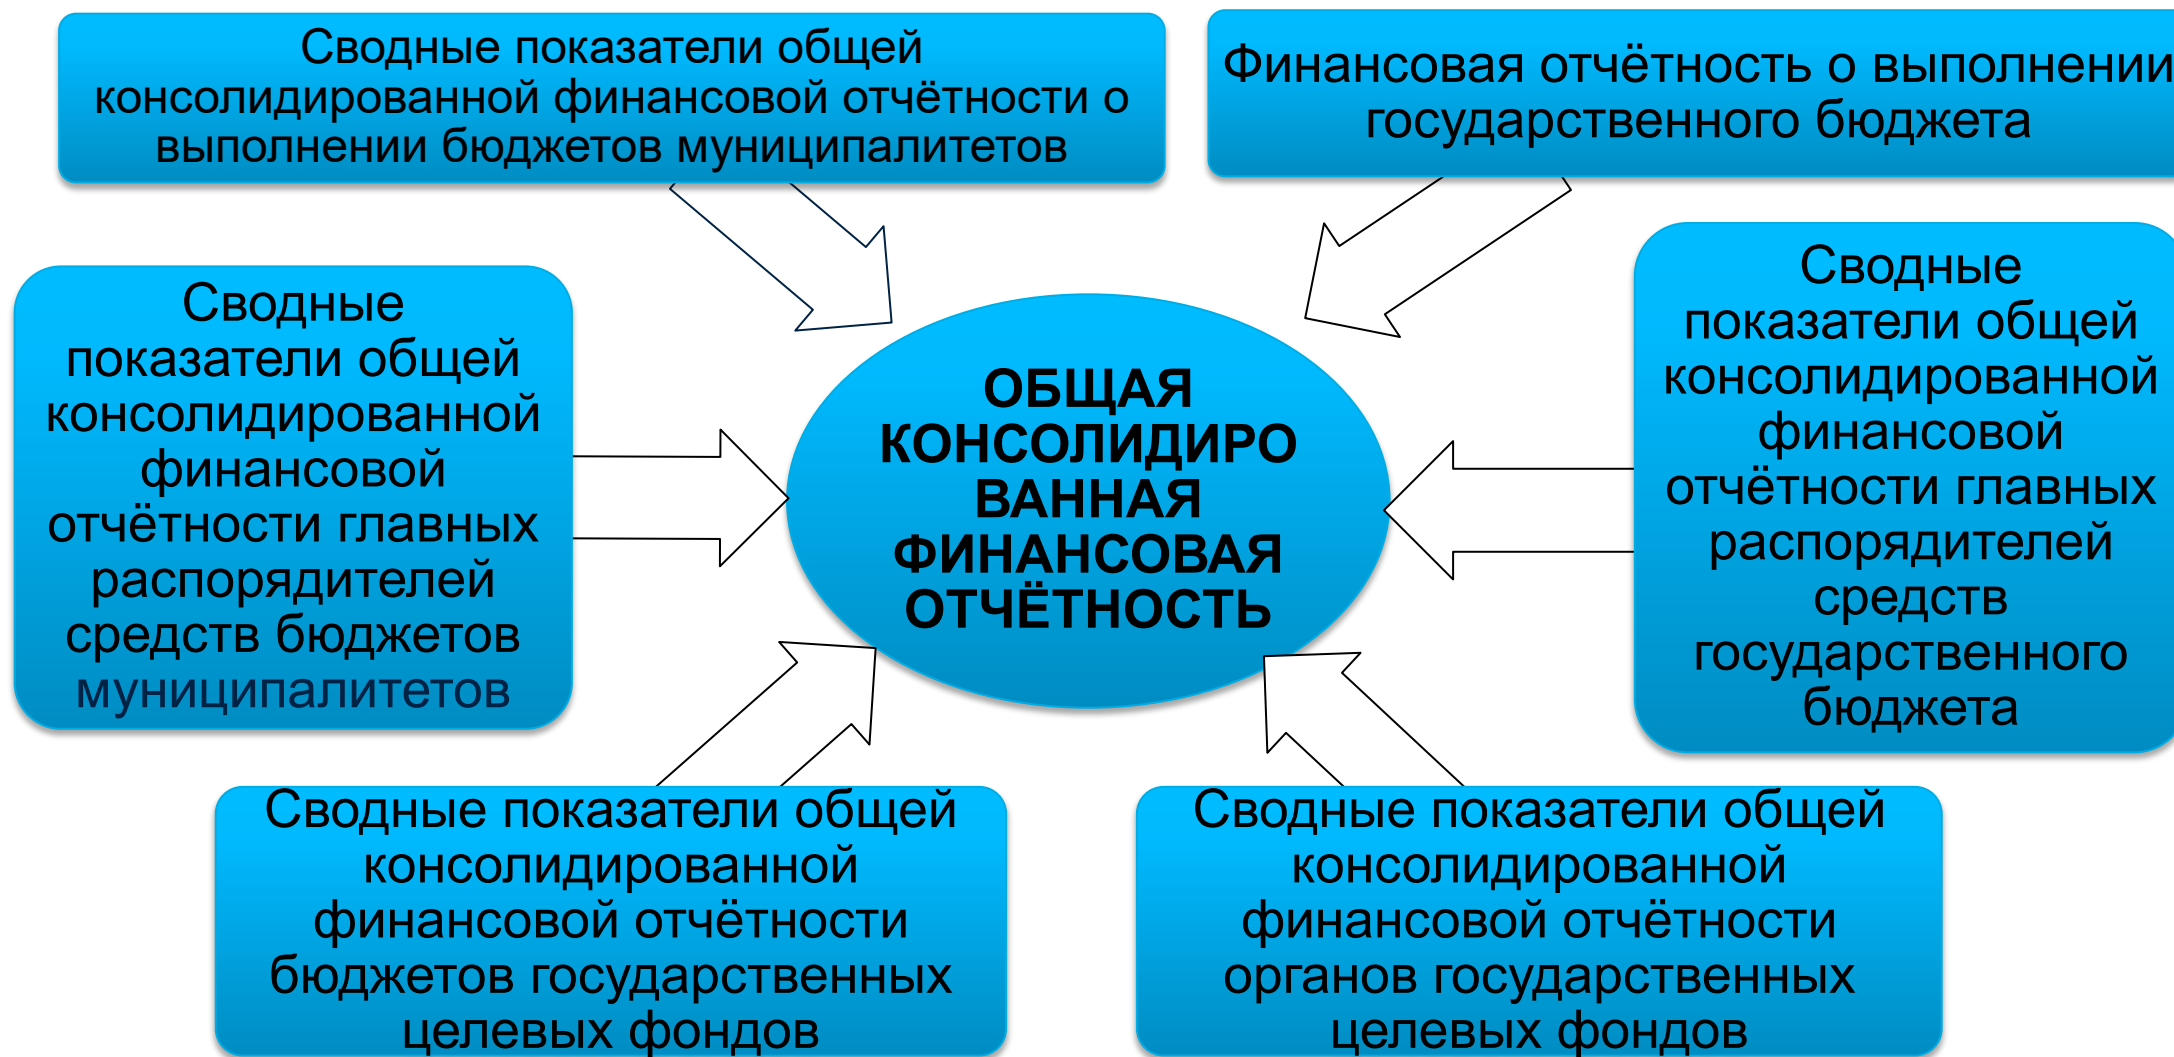 Сводные показатели общей
консолидированной финансовой отчётности о
выполнении бюджетов муниципалитетов
Финансовая отчётность о выполнении
государственного бюджета
Сводные
показатели общей
консолидированной
финансовой
отчётности главных
распорядителей
средств бюджетов
муниципалитетов
ОБЩАЯ
КОНСОЛИДИРО
ВАННАЯ
ФИНАНСОВАЯ
ОТЧЁТНОСТЬ
Сводные
показатели общей
консолидированной
финансовой
отчётности главных
распорядителей
средств
государственного
бюджета
Сводные показатели общей
консолидированной
финансовой отчётности
бюджетов государственных
целевых фондов
Сводные показатели общей
консолидированной
финансовой отчётности
органов государственных
целевых фондов